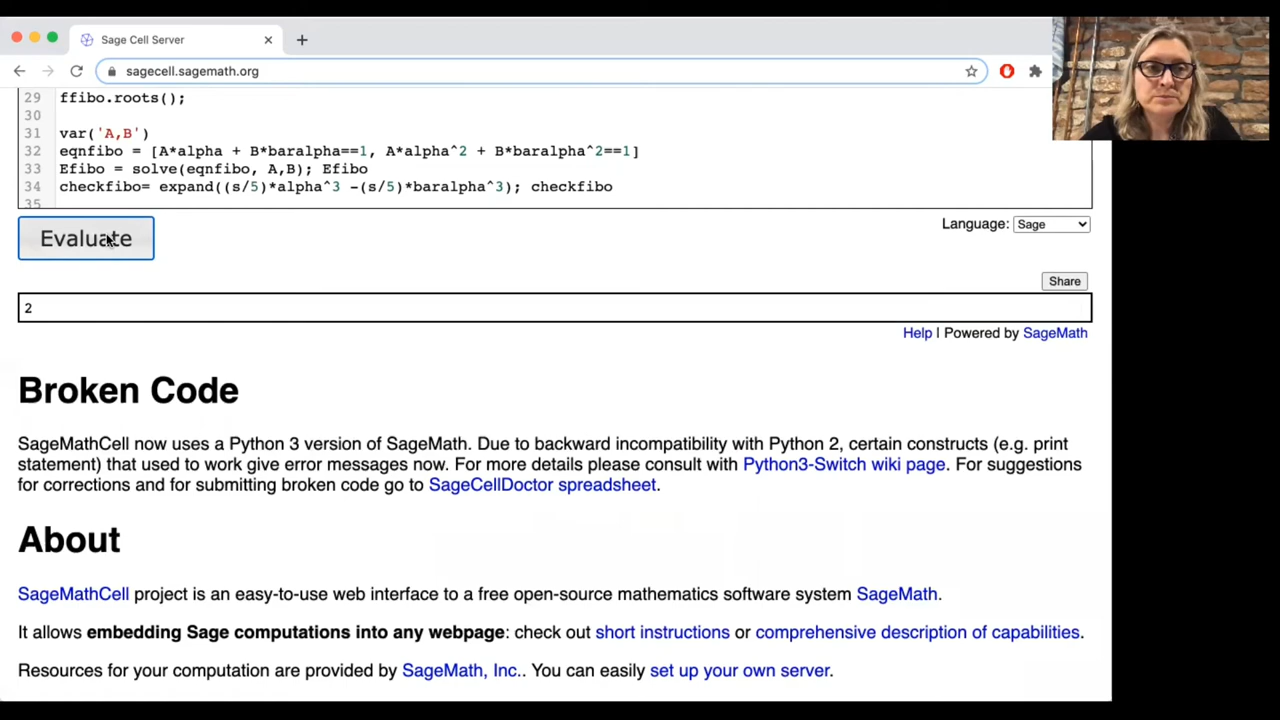 Sage Cell Server
sagecell.sagemath.org
29 ffibo.roots();
30
31 var('A,B')
32 eqnfibo = [A*alpha + B*baralpha==1, A*alpha^2 + B*baralpha^2==1]
33 Efibo = solve(eqnfibo, A,B); Efibo
34 checkfibo= expand((s/5)*alpha^3 -(s/5)*baralpha^3); checkfibo
35
Evaluate
Language: Sage
Share
2
Help | Powered by SageMath
Broken Code
SageMathCell now uses a Python 3 version of SageMath. Due to backward incompatibility with Python 2, certain constructs (e.g. print
statement) that used to work give error messages now. For more details please consult with Python3-Switch wiki page. For suggestions
for corrections and for submitting broken code go to SageCellDoctor spreadsheet.
About
SageMathCell project is an easy-to-use web interface to a free open-source mathematics software system SageMath.
It allows embedding Sage computations into any webpage: check out short instructions or comprehensive description of capabilities.
Resources for your computation are provided by SageMath, Inc.. You can easily set up your own server.